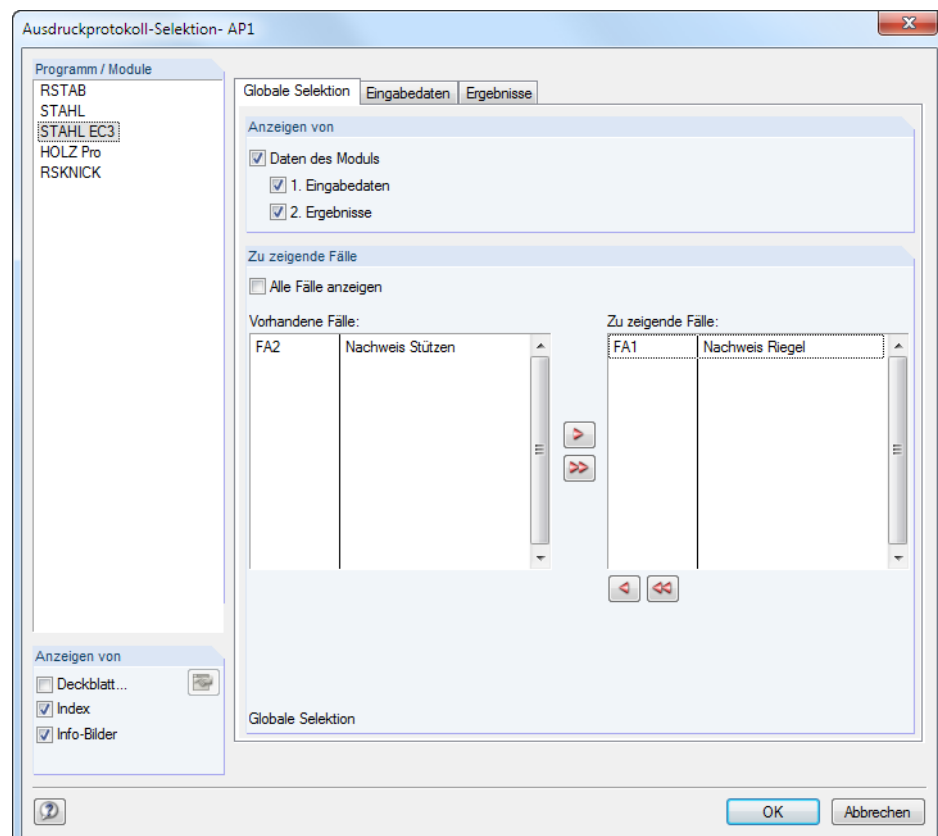 Ausdruckprotokoll-Selektion- AP1
Programm / Module
RSTAB
STAHL
STAHL EC3
HOLZ Pro
RSKNICK
Globale Selektion
Eingabedaten
Ergebnisse
Anzeigen von
Daten des Moduls
1. Eingabedaten
2. Ergebnisse
Zu zeigende Fälle
Alle Fälle anzeigen
Vorhandene Fälle:
FA2 Nachweis Stützen
Zu zeigende Fälle:
FA1 Nachweis Riegel
Globale Selektion
Anzeigen von
Deckblatt...
Index
Info-Bilder
OK
Abbrechen